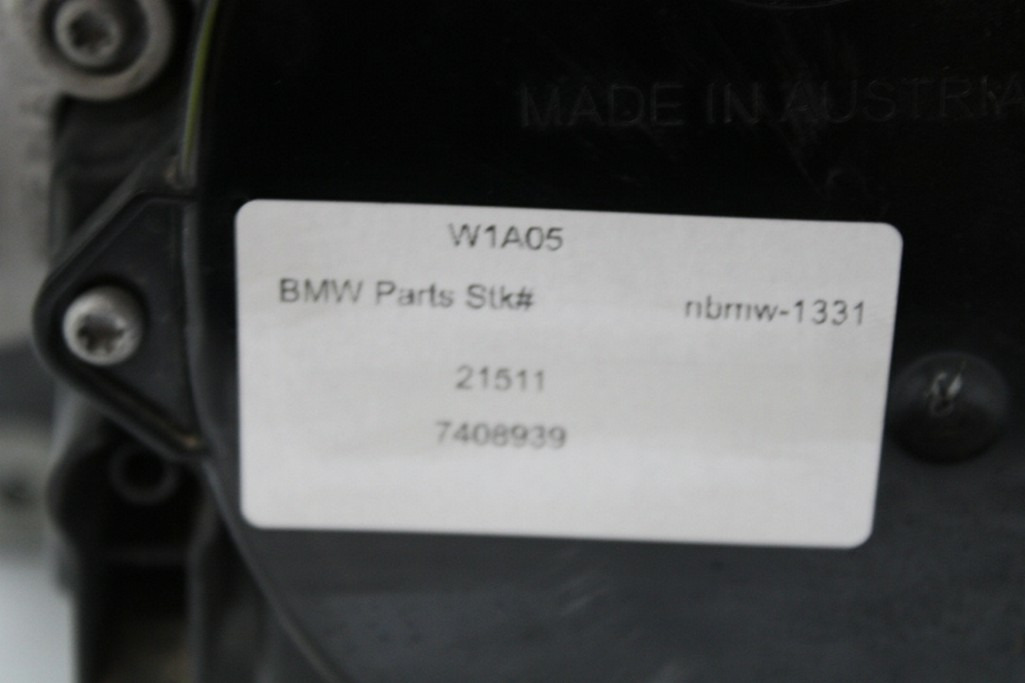 MADE IN AUSTRIA
W1A05
BMW Parts Stk# nbmw-1331
21511
7408939